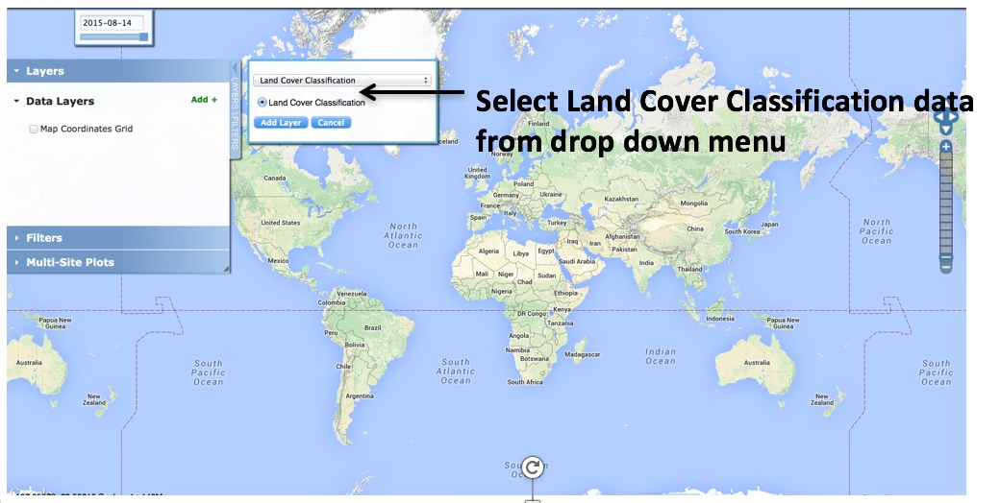 2015-08-14
Layers
Data Layers Add +
Map Coordinates Grid
LAYERS \ FILTERS
Filters
Multi-Site Plots
Land Cover Classification
Land Cover Classification
Add Layer Cancel
Select Land Cover Classification data
from drop down menu
Finland
Norway
United
Kingdom
Poland
Germany
Ukraine
France
Italy
Spain
Turkey
Kazakhstan
Mongolia
China
South Korea
Japan
Iraq
Iran
Afghanistan
Pakistan
India
Thailand
Saudi Arabia
Algeria
Libya
Egypt
Mali
Niger
Chad
Sudan
Nigeria
Ethiopia
DR Congo
Kenya
Tanzania
Angola
Namibia
Botswana
Madagascar
South Africa
Canada
United States
Mexico
Venezuela
Colombia
Brazil
Peru
Bolivia
Chile
Argentina
North
Atlantic
Ocean
South
Atlantic
Ocean
Indian
Ocean
North
Pacific
Ocean
Indonesia
Papua New
Guinea
Australia
New
Zealand
South
Pacific
Ocean
Papua New
Guinea
Australia
New
Zealand
South
Pacific
Ocean